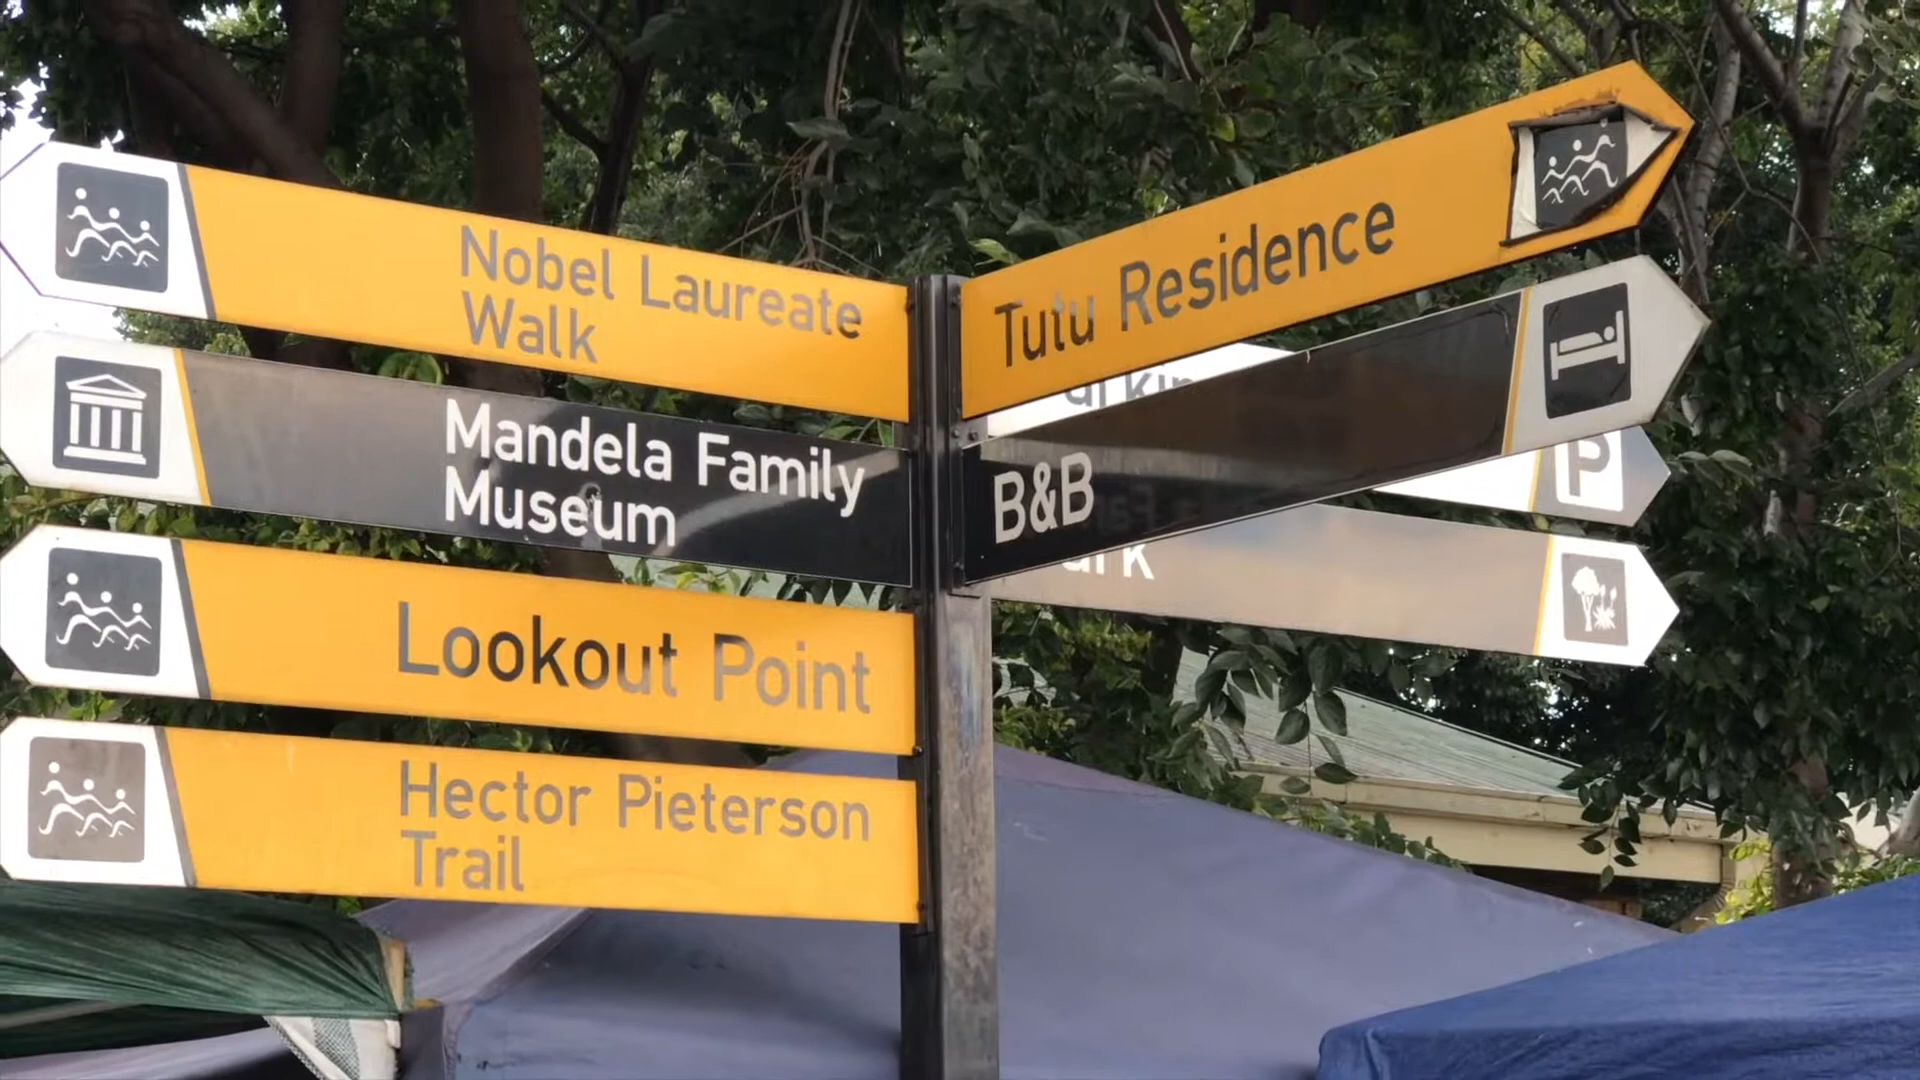 Nobel Laureate
Walk
Mandela Family
Museum
Lookout Point
Hector Pieterson
Trail
Tutu Residence
B&B
P